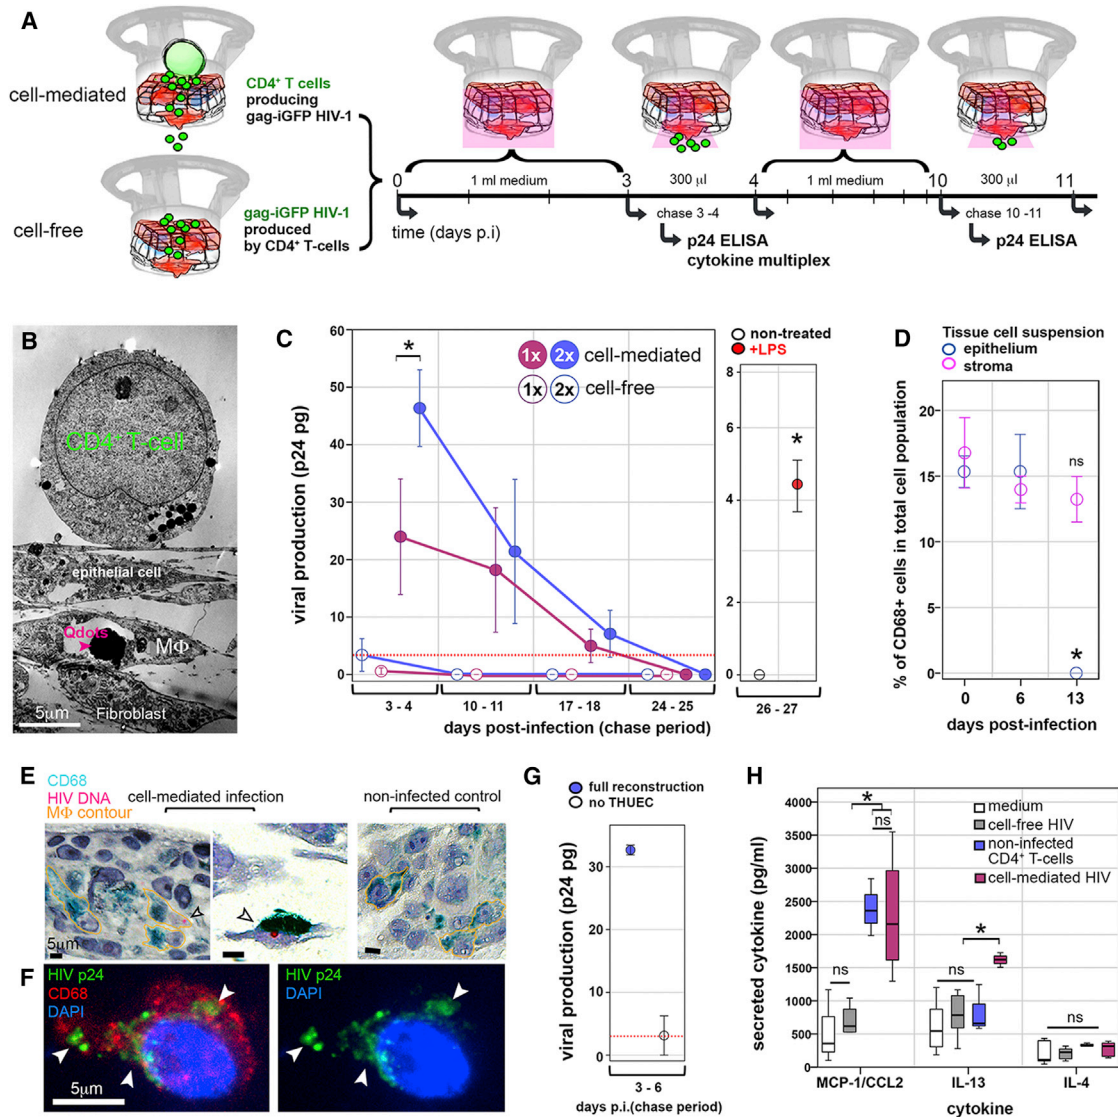 A
cell-mediated
CD4⁺ T cells
producing
gag-iGFP HIV-1
cell-free
gag-iGFP HIV-1
produced
by CD4⁺ T-cells
0
1 ml medium
3
300 µl
4
1 ml medium
10
300 µl
11
time (days p.i)
chase 3 -4
p24 ELISA
cytokine multiplex
chase 10 -11
p24 ELISA
B
CD4⁺ T-cell
epithelial cell
Qdots
MΦ
Fibroblast
5µm
C
viral production (p24 pg)
60
50
40
30
20
10
0
*
1x 2x cell-mediated
1x 2x cell-free
3 - 4
10 - 11
17 - 18
24 - 25
days post-infection (chase period)
non-treated
+LPS
8
6
4
2
0
*
26 - 27
D
Tissue cell suspension
epithelium
stroma
% of CD68+ cells in total cell population
20
15
10
5
0
ns
*
0 6 13
days post-infection
E
CD68
HIV DNA
MΦ contour
cell-mediated infection
non-infected control
5µm
F
HIV p24
CD68
DAPI
5µm
HIV p24
DAPI
G
full reconstruction
no THUEC
viral production (p24 pg)
30
20
10
0
3 - 6
days p.i.(chase period)
H
secreted cytokine (pg/ml)
4000
3500
3000
2500
2000
1500
1000
500
0
medium
cell-free HIV
non-infected
CD4⁺ T-cells
cell-mediated HIV
*
ns
ns
*
ns
ns
MCP-1/CCL2 IL-13 IL-4
cytokine